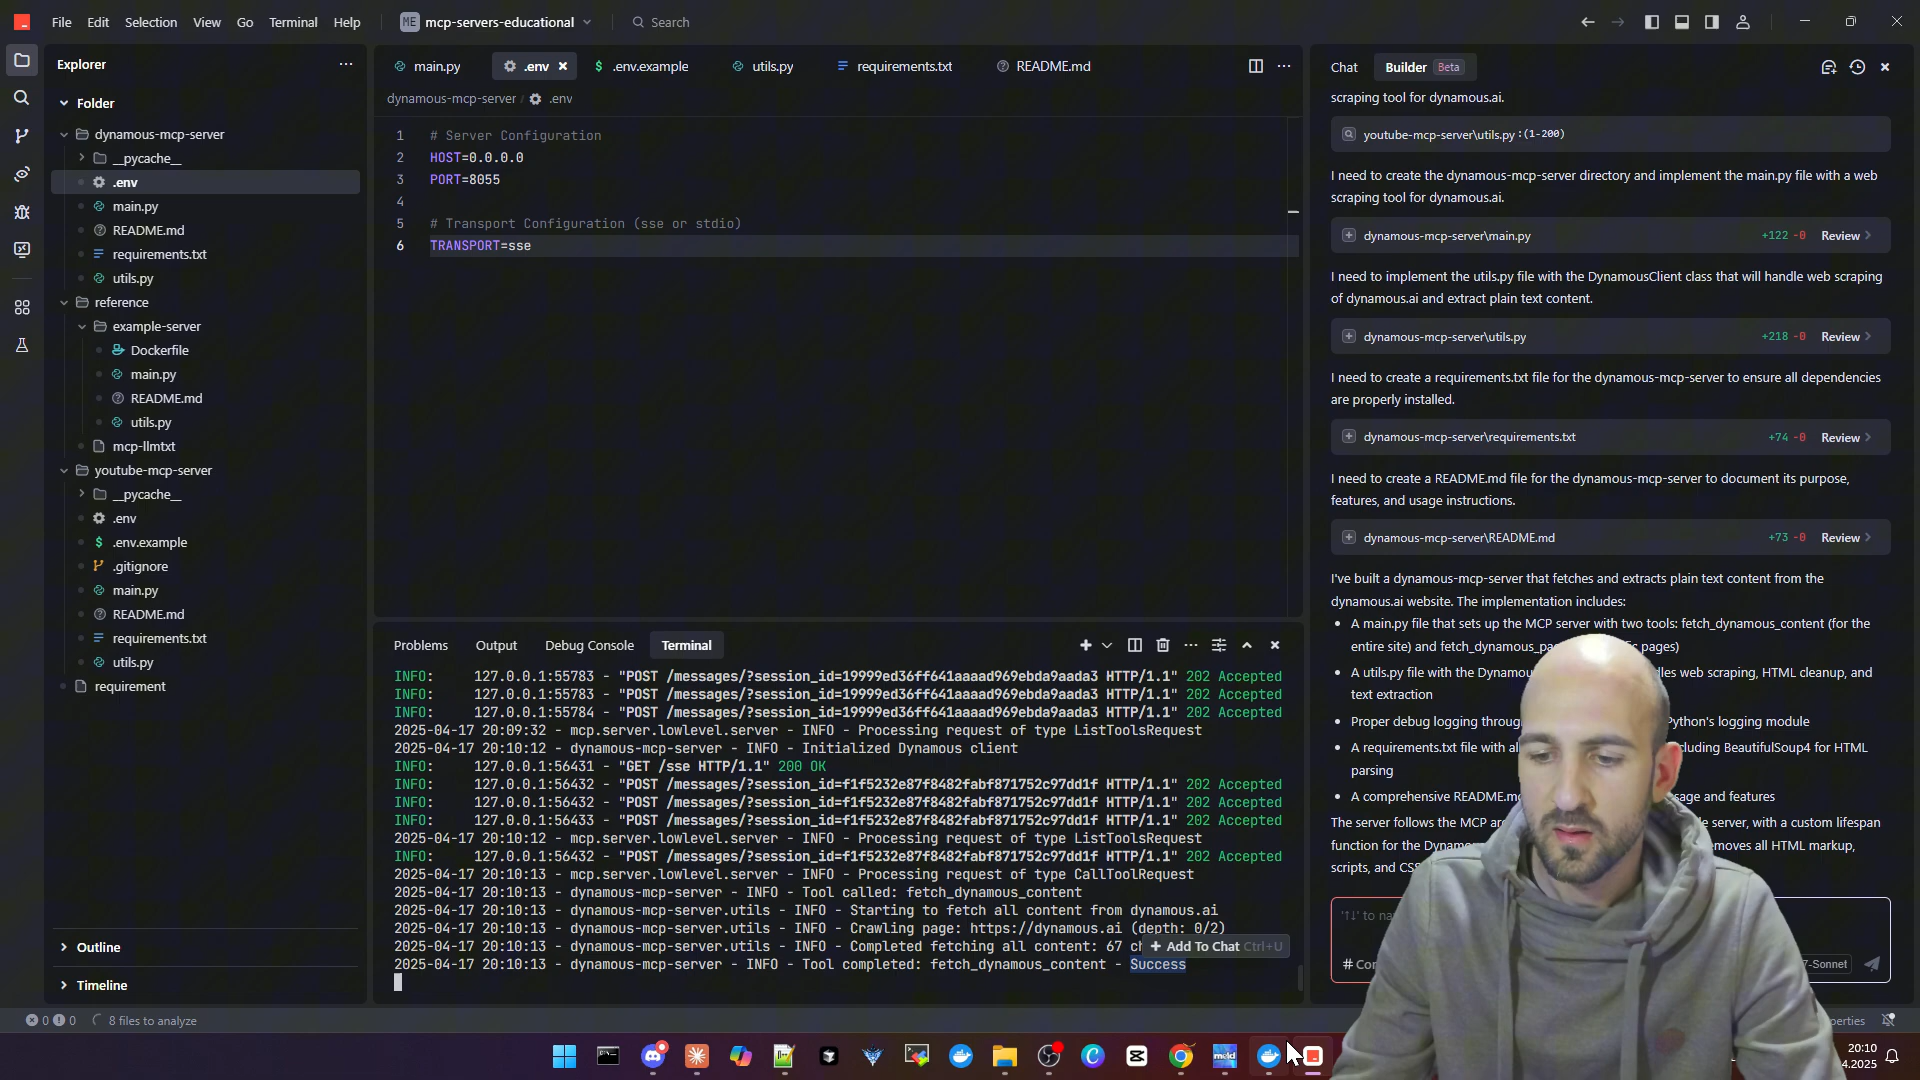 File Edit Selection View Go Terminal Help
ME mcp-servers-educational
Search
Explorer
Folder
dynamous-mcp-server
__pycache__
.env
main.py
README.md
requirements.txt
utils.py
reference
example-server
Dockerfile
main.py
README.md
utils.py
mcp-llmtxt
youtube-mcp-server
__pycache__
.env
.env.example
.gitignore
main.py
README.md
requirements.txt
utils.py
requirement
Outline
Timeline
main.py .env .env.example utils.py requirements.txt README.md
dynamous-mcp-server / .env
1 # Server Configuration
2 HOST=0.0.0.0
3 PORT=8055
4
5 # Transport Configuration (sse or stdio)
6 TRANSPORT=sse
Problems Output Debug Console Terminal
INFO: 127.0.0.1:55783 - "POST /messages/?session_id=19999ed36ff641aaaad969ebda9aada3 HTTP/1.1" 202 Accepted
INFO: 127.0.0.1:55783 - "POST /messages/?session_id=19999ed36ff641aaaad969ebda9aada3 HTTP/1.1" 202 Accepted
INFO: 127.0.0.1:55784 - "POST /messages/?session_id=19999ed36ff641aaaad969ebda9aada3 HTTP/1.1" 202 Accepted
2025-04-17 20:09:32 - mcp.server.lowlevel.server - INFO - Processing request of type ListToolsRequest
2025-04-17 20:10:12 - dynamous-mcp-server - INFO - Initialized Dynamous client
INFO: 127.0.0.1:56431 - "GET /sse HTTP/1.1" 200 OK
INFO: 127.0.0.1:56432 - "POST /messages/?session_id=f1f5232e87f8482fabf871752c97dd1f HTTP/1.1" 202 Accepted
INFO: 127.0.0.1:56432 - "POST /messages/?session_id=f1f5232e87f8482fabf871752c97dd1f HTTP/1.1" 202 Accepted
INFO: 127.0.0.1:56433 - "POST /messages/?session_id=f1f5232e87f8482fabf871752c97dd1f HTTP/1.1" 202 Accepted
2025-04-17 20:10:12 - mcp.server.lowlevel.server - INFO - Processing request of type ListToolsRequest
INFO: 127.0.0.1:56432 - "POST /messages/?session_id=f1f5232e87f8482fabf871752c97dd1f HTTP/1.1" 202 Accepted
2025-04-17 20:10:13 - mcp.server.lowlevel.server - INFO - Processing request of type CallToolRequest
2025-04-17 20:10:13 - dynamous-mcp-server - INFO - Tool called: fetch_dynamous_content
2025-04-17 20:10:13 - dynamous-mcp-server.utils - INFO - Starting to fetch all content from dynamous.ai
2025-04-17 20:10:13 - dynamous-mcp-server.utils - INFO - Crawling page: https://dynamous.ai (depth: 0/2)
2025-04-17 20:10:13 - dynamous-mcp-server.utils - INFO - Completed fetching all content: 67 ch
+ Add To Chat Ctrl+U
2025-04-17 20:10:13 - dynamous-mcp-server - INFO - Tool completed: fetch_dynamous_content - Success
Chat Builder Beta
scraping tool for dynamous.ai.
youtube-mcp-server\utils.py :(1-200)
I need to create the dynamous-mcp-server directory and implement the main.py file with a web
scraping tool for dynamous.ai.
dynamous-mcp-server\main.py +122 -0 Review
I need to implement the utils.py file with the DynamousClient class that will handle web scraping
of dynamous.ai and extract plain text content.
dynamous-mcp-server\utils.py +218 -0 Review
I need to create a requirements.txt file for the dynamous-mcp-server to ensure all dependencies
are properly installed.
dynamous-mcp-server\requirements.txt +74 -0 Review
I need to create a README.md file for the dynamous-mcp-server to document its purpose,
features, and usage instructions.
dynamous-mcp-server\README.md +73 -0 Review
I've built a dynamous-mcp-server that fetches and extracts plain text content from the
dynamous.ai website. The implementation includes:
• A main.py file that sets up the MCP server with two tools: fetch_dynamous_content (for the
entire site) and fetch_dynamous_pa c pages)
• A utils.py file with the Dynamou les web scraping, HTML cleanup, and
text extraction
• Proper debug logging throug Python's logging module
• A requirements.txt file with al cluding BeautifulSoup4 for HTML
parsing
• A comprehensive README.m sage and features
The server follows the MCP ar e server, with a custom lifespan
function for the Dynamo moves all HTML markup,
scripts, and CS
'↑↓' to na
# Con 7-Sonnet
0 0 8 files to analyze
perties
20:10
4.2025
meld